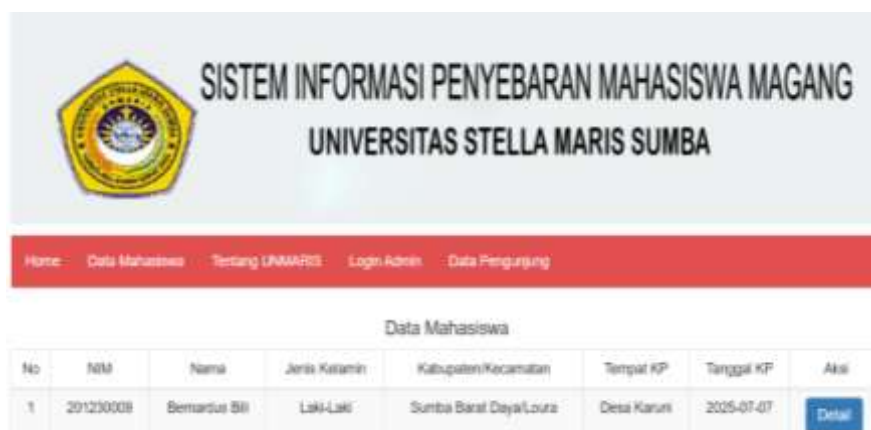 SISTEM INFORMASI PENYEBARAN MAHASISWA MAGANG
UNIVERSITAS STELLA MARIS SUMBA
Home Data Mahasiswa Tentang UNMARIS Login Admin Data Pengunjung
Data Mahasiswa
No NIM Nama Jenis Kelamin Kabupaten/Kecamatan Tempat KP Tanggal KP Aksi
1 201230009 Bernardus Bili Laki-Laki Sumba Barat Daya/Loura Desa Karuni 2025-07-07 Detail